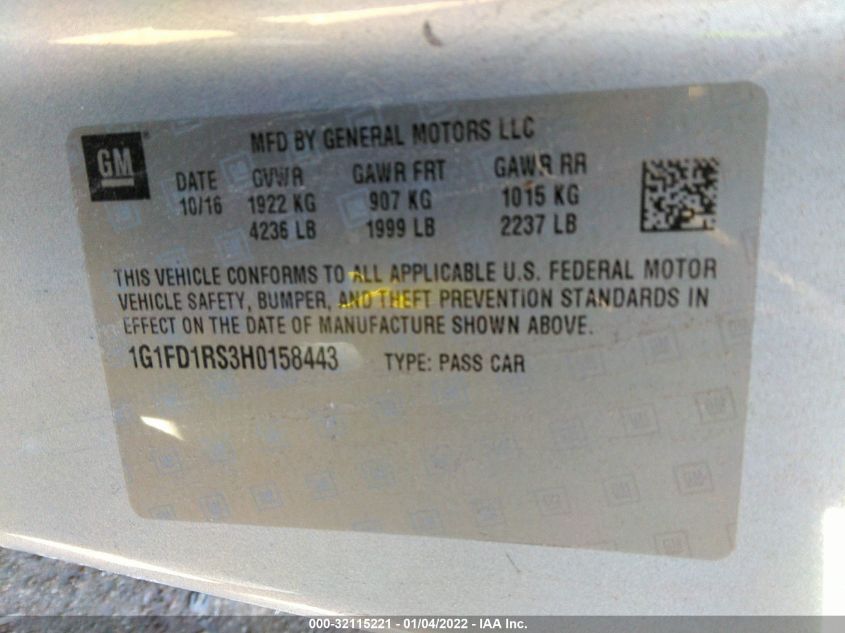 GM
MFD BY GENERAL MOTORS LLC
DATE GVWR GAWR FRT GAWR RR
10/16 1922 KG 907 KG 1015 KG
4236 LB 1999 LB 2237 LB
THIS VEHICLE CONFORMS TO ALL APPLICABLE U.S. FEDERAL MOTOR
VEHICLE SAFETY, BUMPER, AND THEFT PREVENTION STANDARDS IN
EFFECT ON THE DATE OF MANUFACTURE SHOWN ABOVE.
1G1FD1RS3H0158443 TYPE: PASS CAR
000-32115221 - 01/04/2022 - IAA Inc.